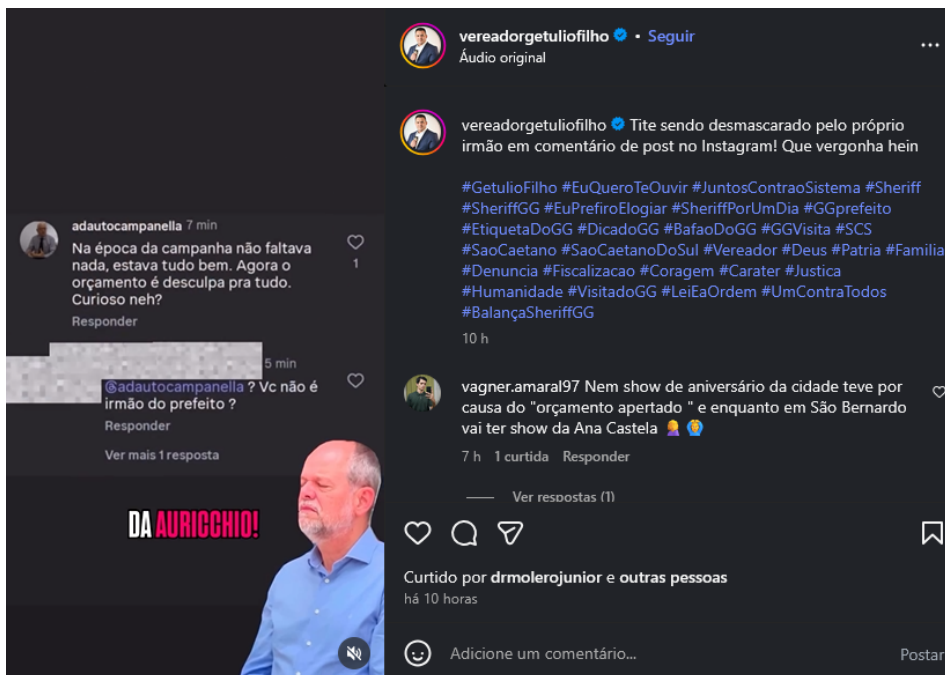 adautocampanella 7 min
Na época da campanha não faltava
nada, estava tudo bem. Agora o
orçamento é desculpa pra tudo.
Curioso neh?
1
Responder
5 min
@adautocampanella ? Vc não é
irmão do prefeito ?
Responder
Ver mais 1 resposta
DA AURICCHIO!
vereadorgetuliofilho • Seguir
Áudio original
vereadorgetuliofilho Tite sendo desmascarado pelo próprio
irmão em comentário de post no Instagram! Que vergonha hein
#GetulioFilho #EuQueroTeOuvir #JuntosContraoSistema #Sheriff
#SheriffGG #EuPrefiroElogiar #SheriffPorUmDia #GGprefeito
#EtiquetaDoGG #DicadoGG #BafaoDoGG #GGVisita #SCS
#SaoCaetano #SaoCaetanoDoSul #Vereador #Deus #Patria #Familia
#Denuncia #Fiscalizacao #Coragem #Carater #Justica
#Humanidade #VisitadoGG #LeiEaOrdem #UmContraTodos
#BalançaSheriffGG
10 h
vagner.amaral97 Nem show de aniversário da cidade teve por
causa do "orçamento apertado " e enquanto em São Bernardo
vai ter show da Ana Castela
7 h 1 curtida Responder
Ver respostas (1)
Curtido por drmolerojunior e outras pessoas
há 10 horas
Adicione um comentário...
Postar